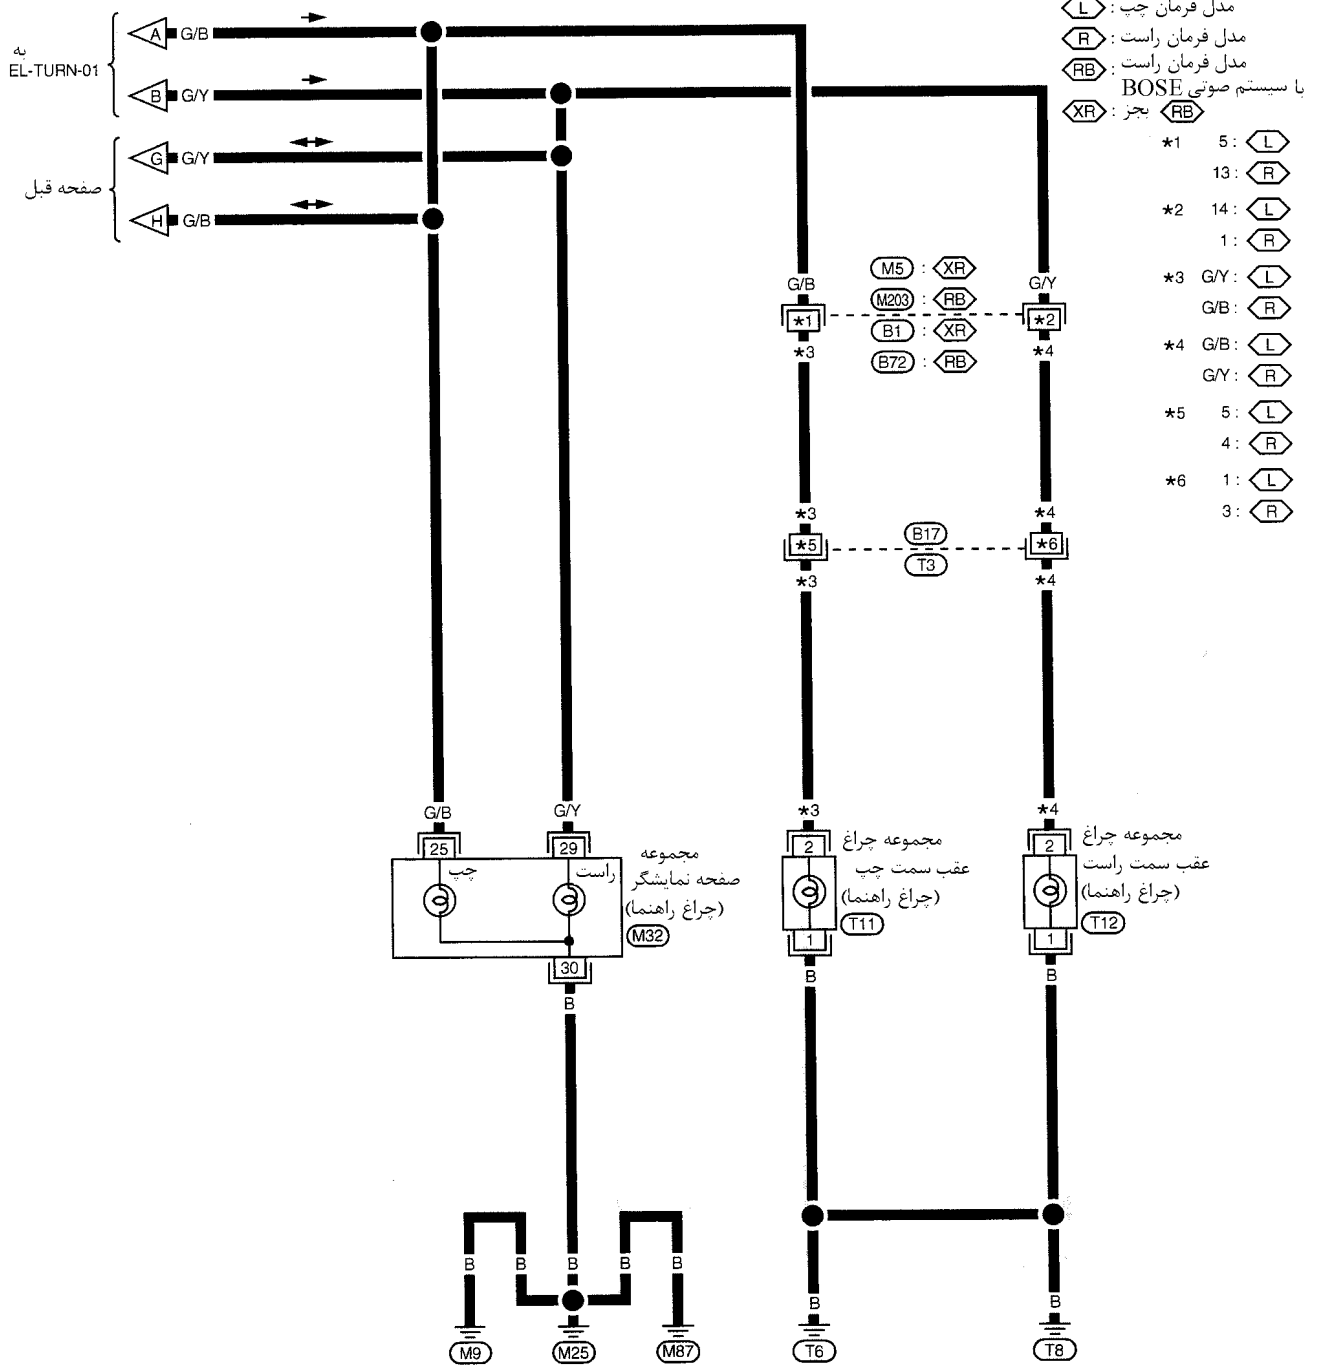 به
EL-TURN-01
A G/B
B G/Y
G G/Y
H G/B
صفحه قبل
مدل فرمان چپ : L
مدل فرمان راست : R
مدل فرمان راست : RB
با سیستم صوتی BOSE
XR : بجز RB
*1 5 : L
13 : R
*2 14 : L
1 : R
*3 G/Y : L
G/B : R
*4 G/B : L
G/Y : R
*5 5 : L
4 : R
*6 1 : L
3 : R
G/B
G/Y
M5 : XR
M203 : RB
B1 : XR
B72 : RB
*1
*2
*3
*4
*3
*4
*5
*6
B17
T3
*3
*4
G/B
G/Y
*3
*4
25
29
2
2
چپ
راست
مجموعه
صفحه نمایشگر
(چراغ راهنما)
M32
مجموعه چراغ
عقب سمت چپ
(چراغ راهنما)
T11
مجموعه چراغ
عقب سمت راست
(چراغ راهنما)
T12
30
1
1
B
B
B
B
B
B
B
B
B
B
M9
M25
M87
T6
T8